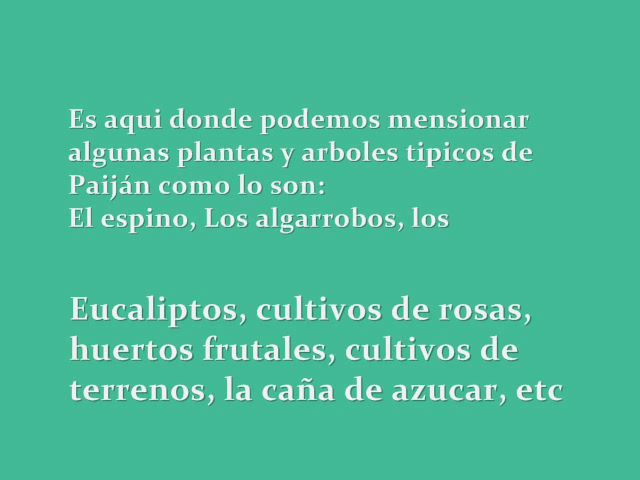 Es aqui donde podemos mensionar
algunas plantas y arboles tipicos de
Paiján como lo son:
El espino, Los algarrobos, los
Eucaliptos, cultivos de rosas,
huertos frutales, cultivos de
terrenos, la caña de azucar, etc